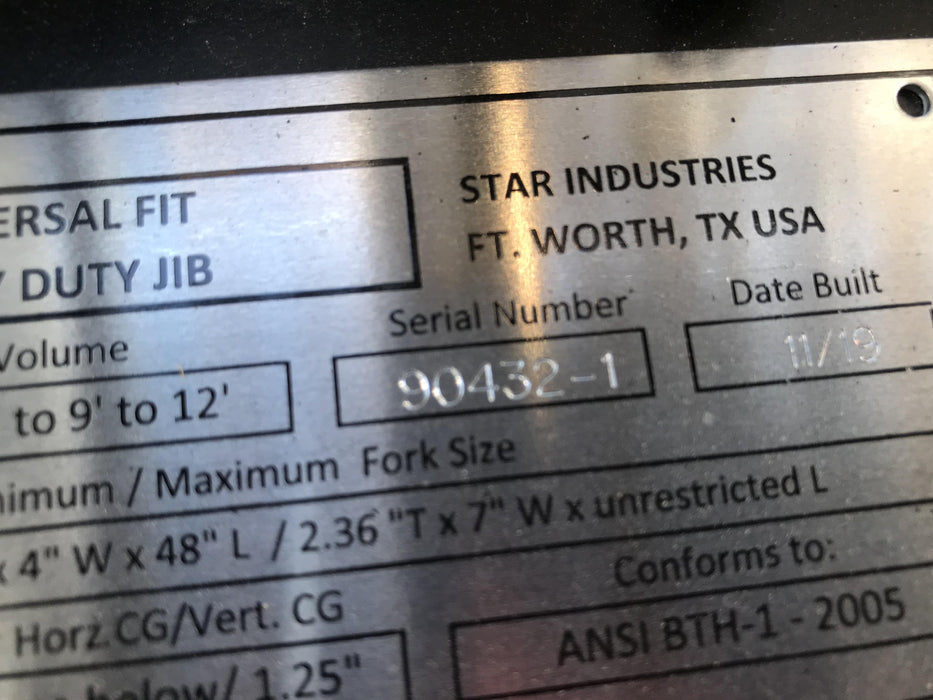 ERSAL FIT
DUTY JIB
STAR INDUSTRIES
FT. WORTH, TX USA
Volume
to 9' to 12'
Serial Number
90432-1
Date Built
11/19
nimum / Maximum Fork Size
x 4" W x 48" L / 2.36 "T x 7" W x unrestricted L
Horz.CG/Vert. CG
below/ 1.25"
Conforms to:
ANSI BTH-1 - 2005